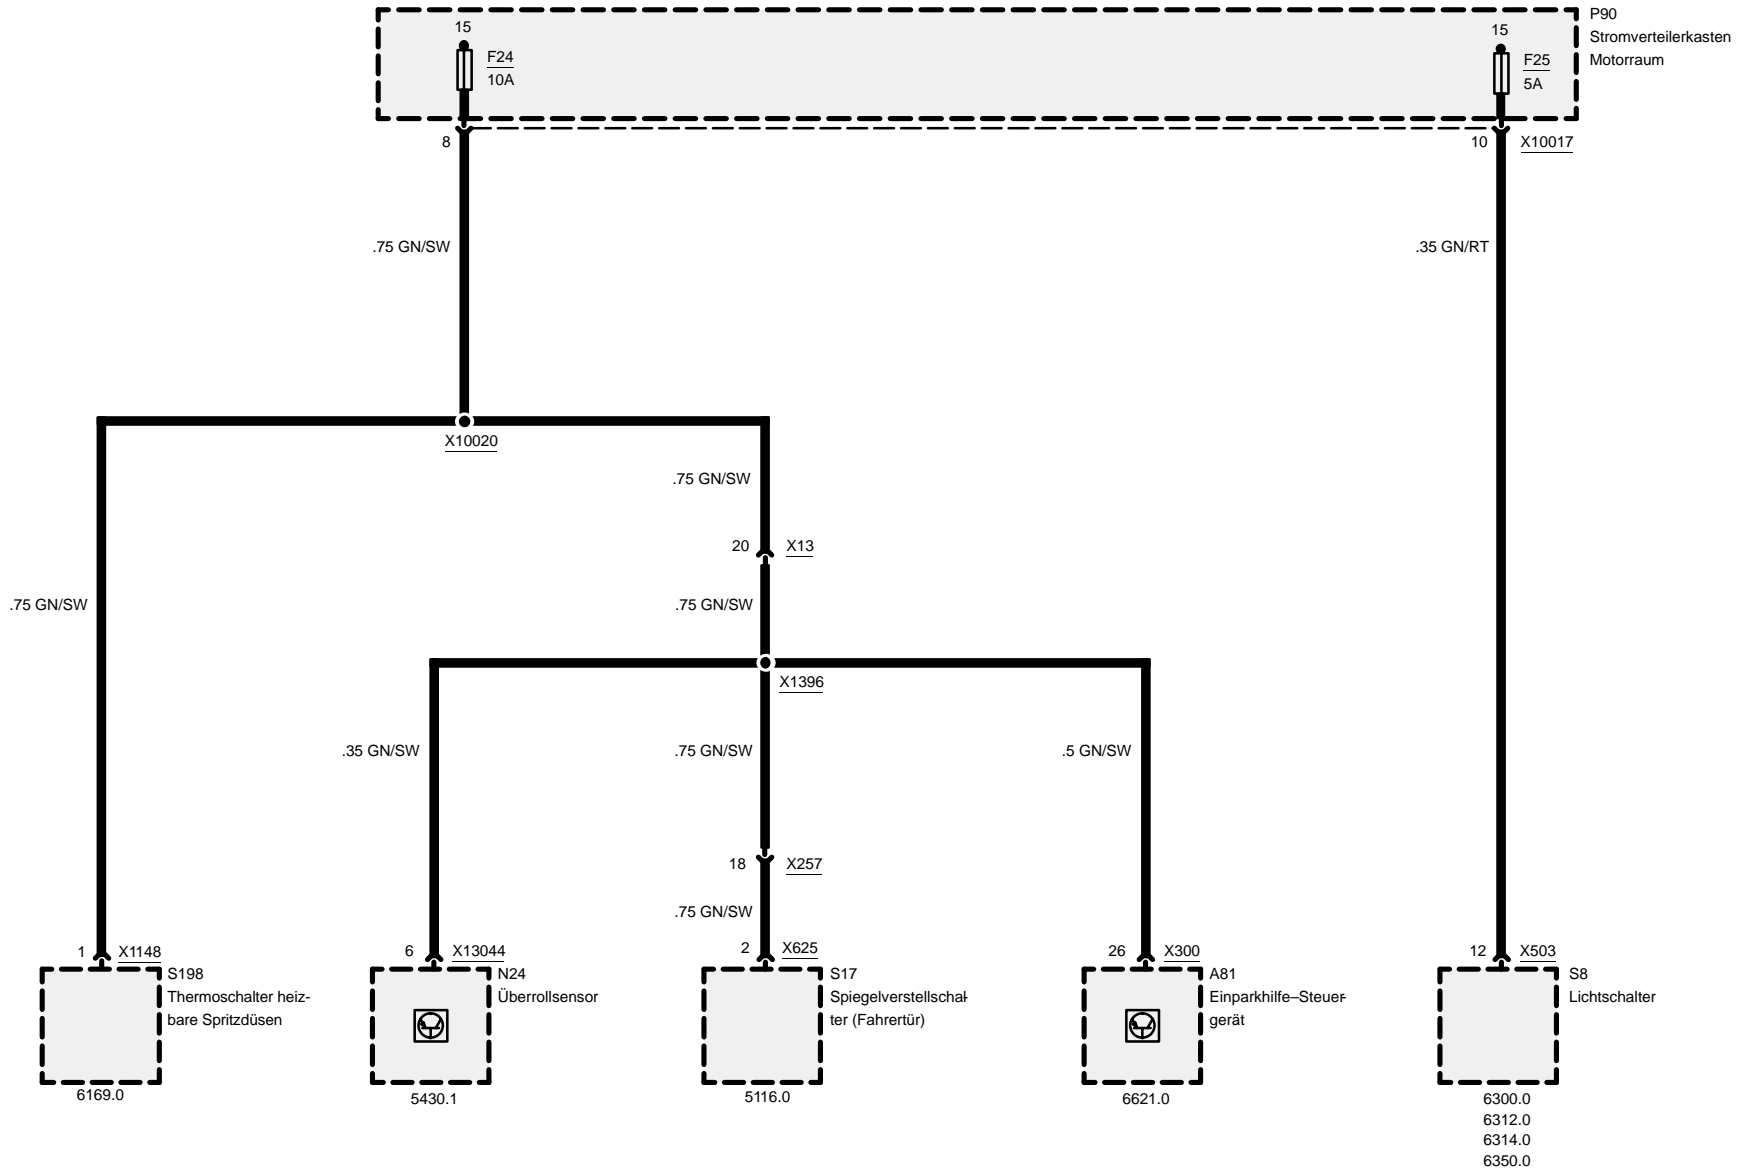 P90
Stromverteilerkasten
Motorraum
15
F24
10A
15
F25
5A
8
10 X10017
.75 GN/SW
.35 GN/RT
X10020
.75 GN/SW
20 X13
.75 GN/SW
.75 GN/SW
X1396
.35 GN/SW
.75 GN/SW
.5 GN/SW
18 X257
.75 GN/SW
1 X1148
S198
Thermoschalter heiz-
bare Spritzdüsen
6169.0
6 X13044
N24
Überrollsensor
5430.1
2 X625
S17
Spiegelverstellschal-
ter (Fahrertür)
5116.0
26 X300
A81
Einparkhilfe–Steuer-
gerät
6621.0
12 X503
S8
Lichtschalter
6300.0
6312.0
6314.0
6350.0